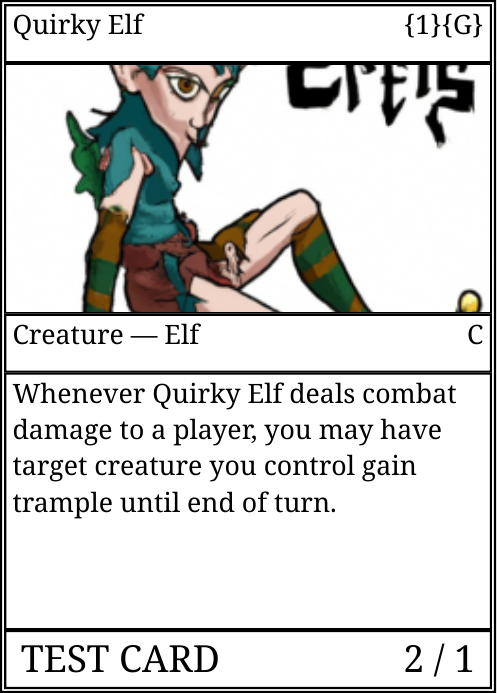 Quirky Elf {1}{G}
Creature — Elf C
Whenever Quirky Elf deals combat
damage to a player, you may have
target creature you control gain
trample until end of turn.
TEST CARD 2 / 1